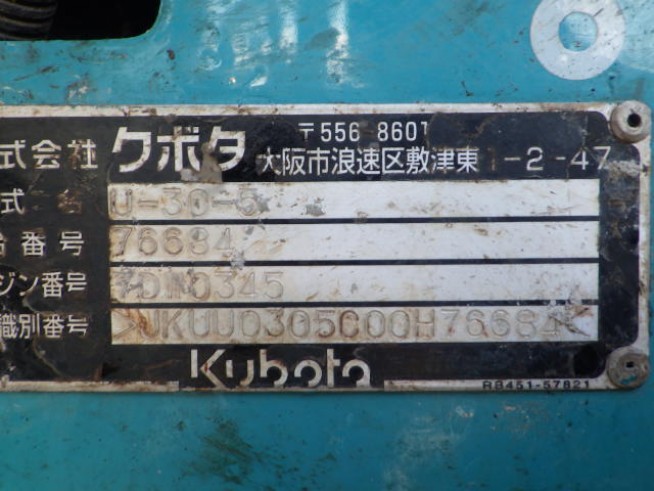 式会社 クボタ 〒556-8601
大阪市浪速区敷津東1-2-47
式名 U-30-5
番号 76684
ジン番号 7DW0345
識別番号 JKUU0305C00H76684
Kubota
RB451-57821